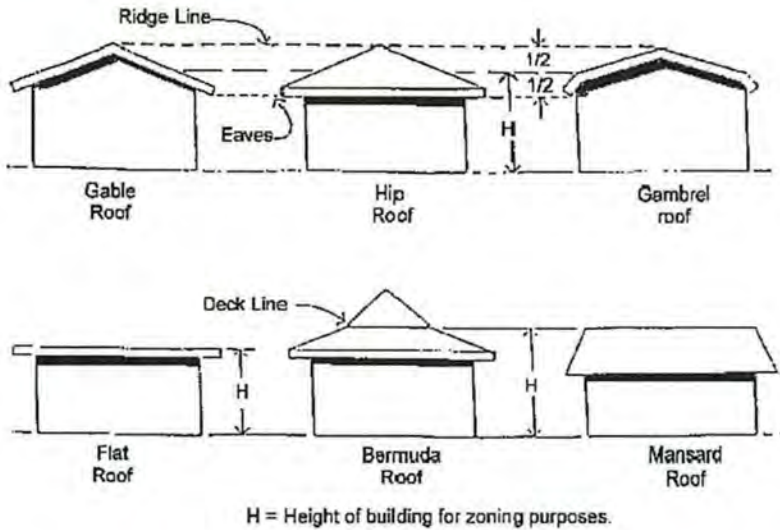 Ridge Line
1/2
1/2
Eaves
H
Gable
Roof
Hip
Roof
Gambrel
roof
Deck Line
H
H
Flat
Roof
Bermuda
Roof
Mansard
Roof
H = Height of building for zoning purposes.